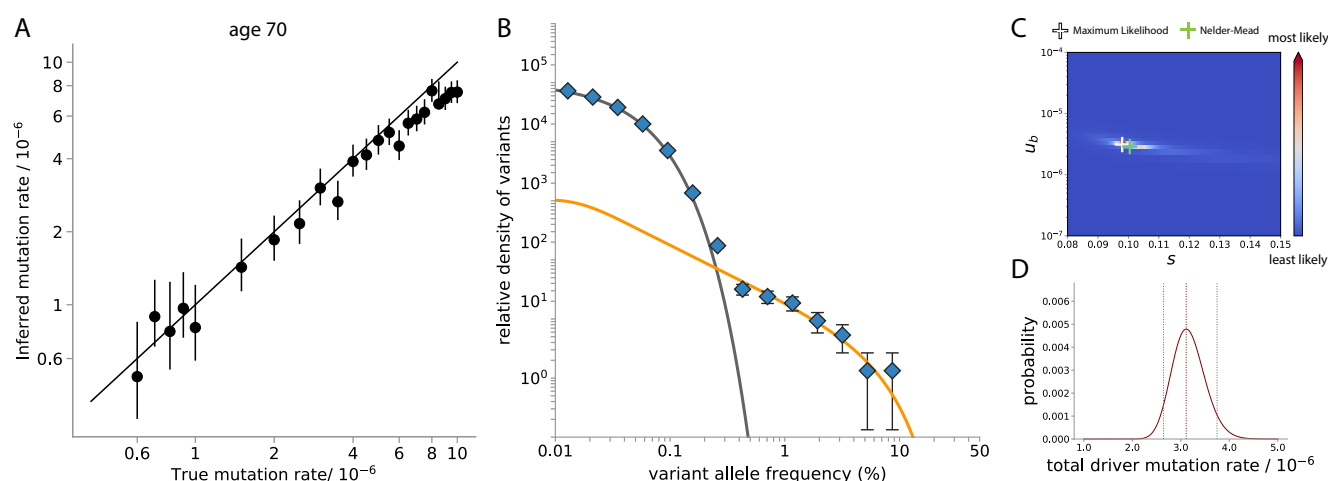 A
age 70
Inferred mutation rate / 10⁻⁶
8
6
4
2
1
0.6
0.6
1
2
4
6
8
10
True mutation rate/ 10⁻⁶
B
relative density of variants
10⁵
10⁴
10³
10²
10¹
10⁰
0.01
0.1
1
10
50
variant allele frequency (%)
C
Maximum Likelihood
Nelder-Mead
most likely
least likely
u_b
10⁻⁴
10⁻⁵
10⁻⁶
10⁻⁷
0.08
0.09
0.10
0.11
0.12
0.13
0.14
0.15
s
D
probability
0.006
0.005
0.004
0.003
0.002
0.001
0.000
1.0
2.0
3.0
4.0
5.0
total driver mutation rate / 10⁻⁶